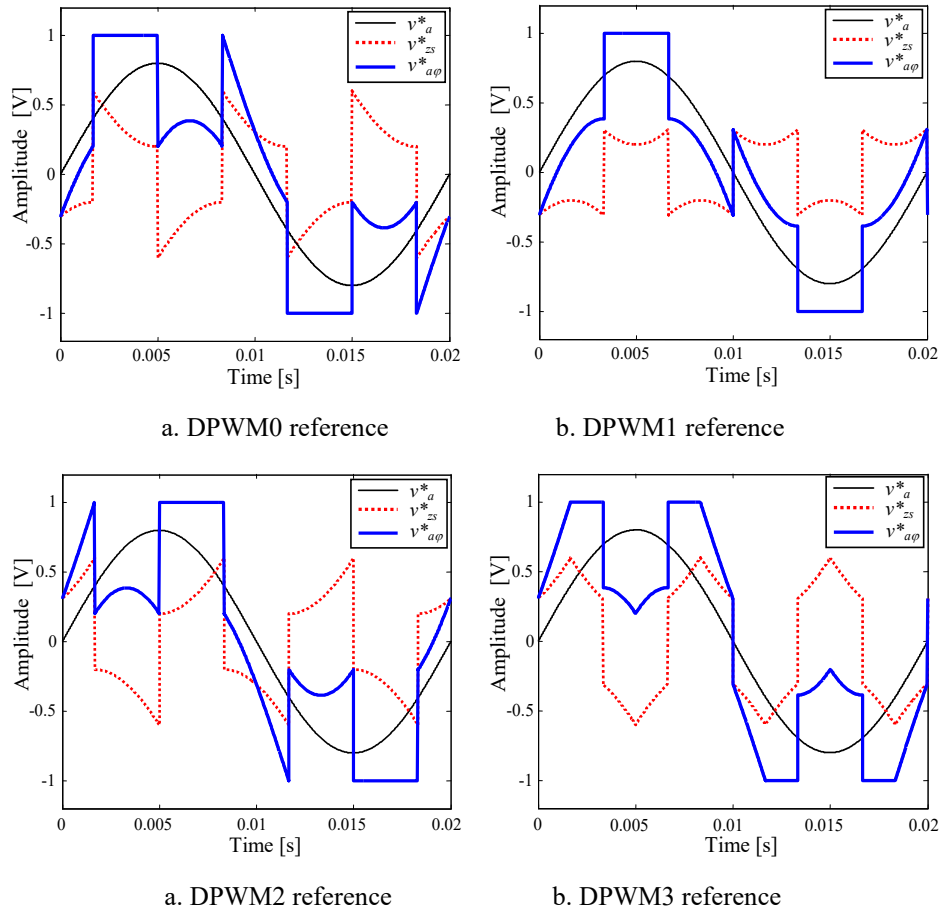 1
0.5
0
-0.5
-1
Amplitude [V]
0
0.005
0.01
0.015
0.02
Time [s]
v*a
v*zs
v*aφ
a. DPWM0 reference
1
0.5
0
-0.5
-1
Amplitude [V]
0
0.005
0.01
0.015
0.02
Time [s]
v*a
v*zs
v*aφ
b. DPWM1 reference
1
0.5
0
-0.5
-1
Amplitude [V]
0
0.005
0.01
0.015
0.02
Time [s]
v*a
v*zs
v*aφ
a. DPWM2 reference
1
0.5
0
-0.5
-1
Amplitude [V]
0
0.005
0.01
0.015
0.02
Time [s]
v*a
v*zs
v*aφ
b. DPWM3 reference